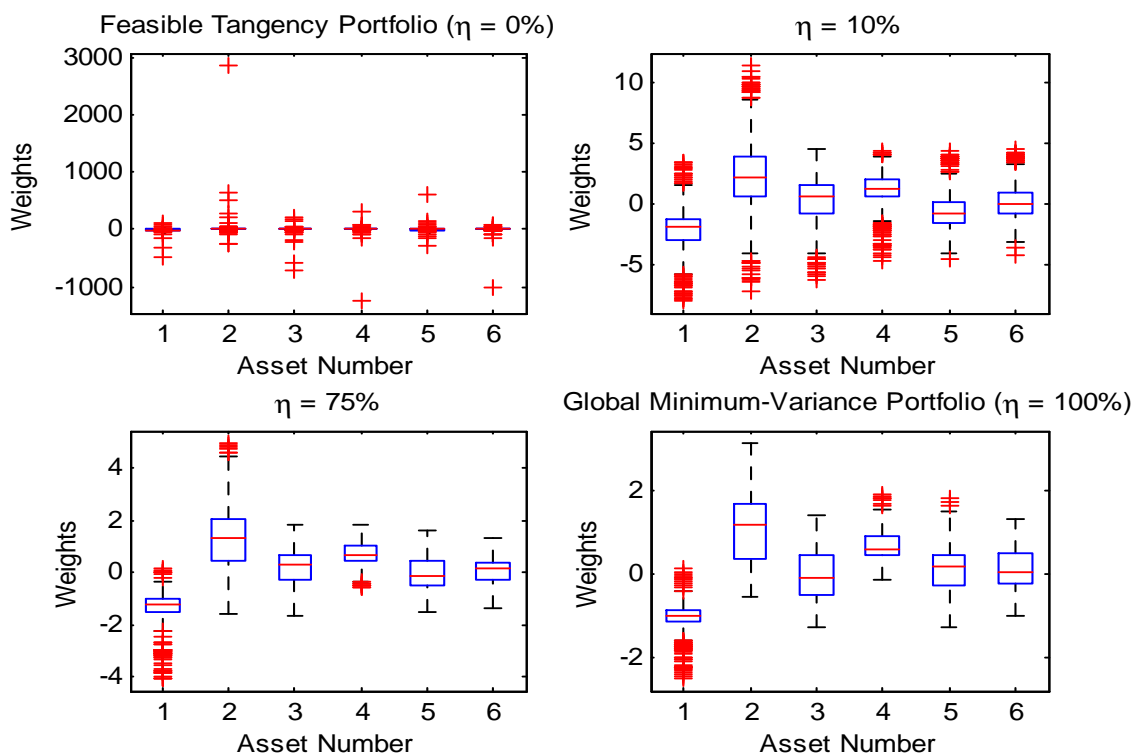 Feasible Tangency Portfolio (η = 0%)
3000
2000
1000
0
-1000
Weights
1 2 3 4 5 6
Asset Number
η = 10%
10
5
0
-5
Weights
1 2 3 4 5 6
Asset Number
η = 75%
4
2
0
-2
-4
Weights
1 2 3 4 5 6
Asset Number
Global Minimum-Variance Portfolio (η = 100%)
2
0
-2
Weights
1 2 3 4 5 6
Asset Number